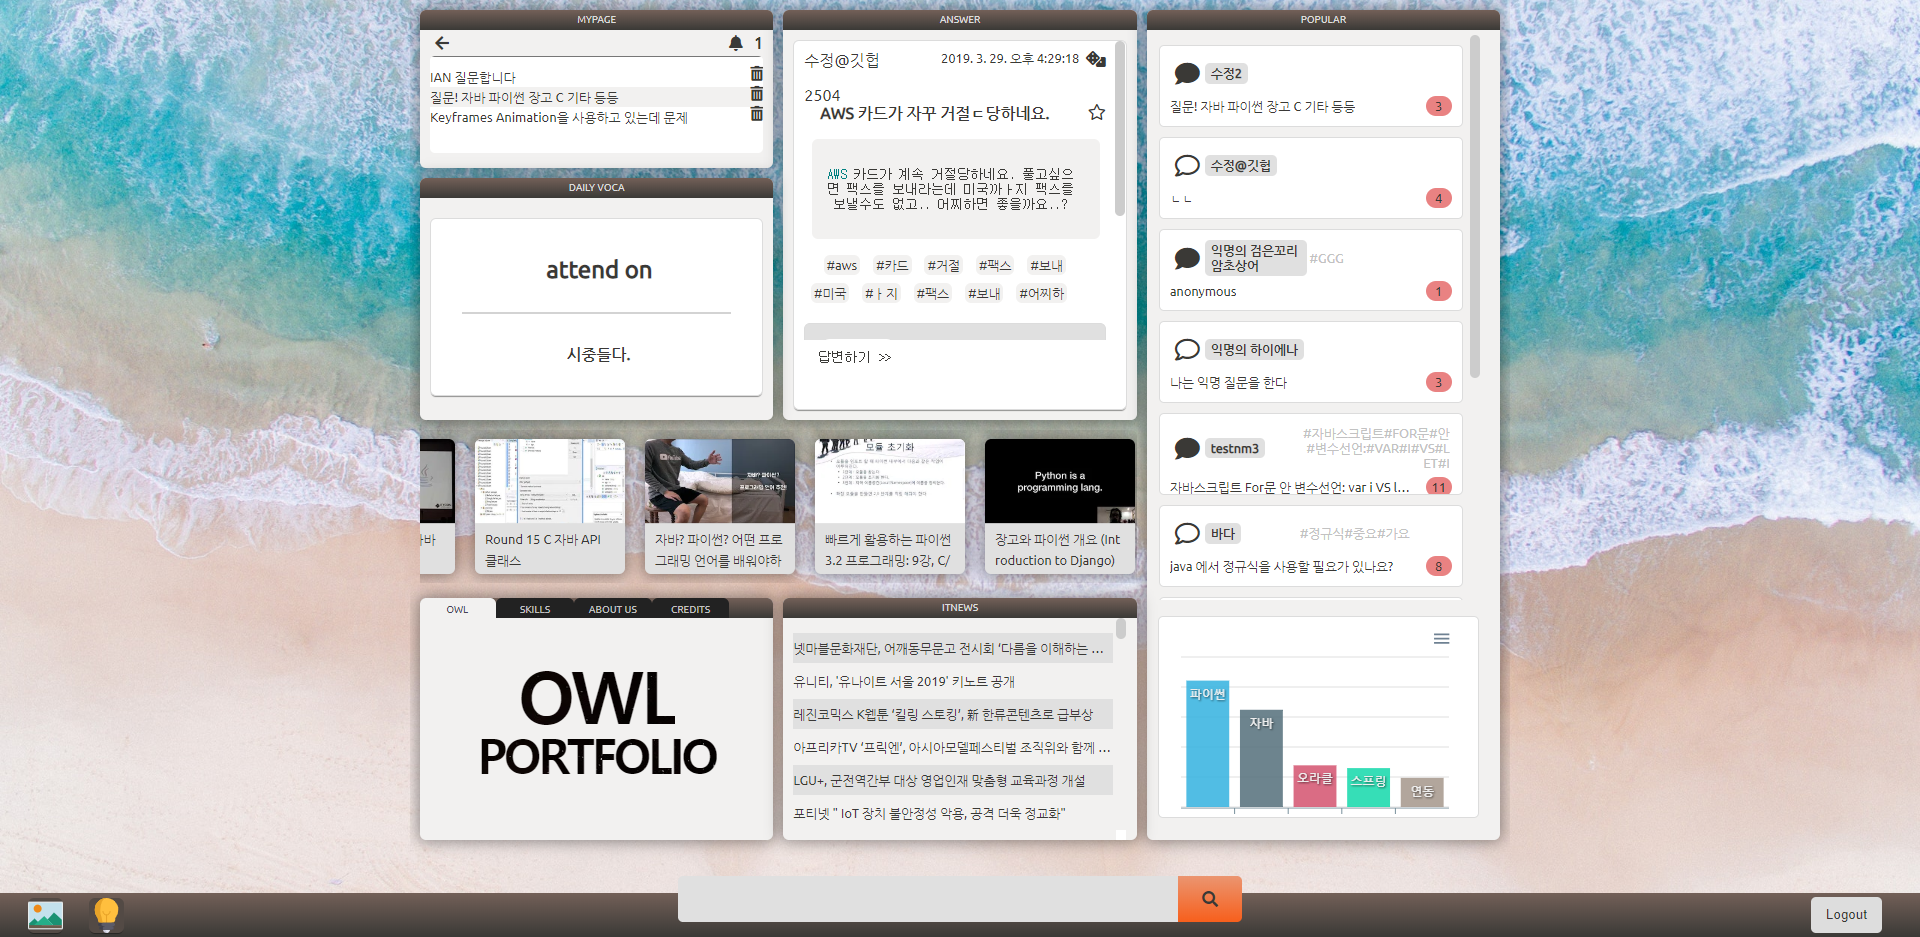 MYPAGE
1
IAN 질문합니다
질문! 자바 파이썬 장고 C 기타 등등
Keyframes Animation을 사용하고 있는데 문제
DAILY VOCA
attend on
시중들다.
ANSWER
수정@깃헙
2019. 3. 29. 오후 4:29:18
2504
AWS 카드가 자꾸 거절ㄷ당하네요.
AWS 카드가 계속 거절당하네요. 풀고싶으
면 팩스를 보내라는데 미국까ㅏ지 팩스를
보낼수도 없고.. 어찌하면 좋을까요..?
#aws #카드 #거절 #팩스 #보내
#미국 #ㅏ지 #팩스 #보내 #어찌하
답변하기 >>
POPULAR
수정2
질문! 자바 파이썬 장고 C 기타 등등
3
수정@깃헙
ㄴㄴ
4
익명의 검은꼬리
암초상어
#GGG
anonymous
1
익명의 하이에나
나는 익명 질문을 한다
3
testnm3
#자바스크립트#FOR문#안
#변수선언:#VAR#I#VS#L
ET#I
자바스크립트 For문 안 변수선언: var i VS l...
11
바다
#정규식#중요#가요
java 에서 정규식을 사용할 필요가 있나요?
8
바
Round 15 C 자바 API
클래스
자바? 파이썬?
프로그래밍 언어 추천!
자바? 파이썬? 어떤 프로
그래밍 언어를 배워야하
모듈 초기화
빠르게 활용하는 파이썬
3.2 프로그래밍: 9강, C/
Python is a
programming lang.
장고와 파이썬 개요 (Int
roduction to Django)
OWL
SKILLS
ABOUT US
CREDITS
OWL
PORTFOLIO
ITNEWS
넷마블문화재단, 어깨동무문고 전시회 ‘다름을 이해하는 ...
유니티, '유나이트 서울 2019' 키노트 공개
레진코믹스 K웹툰 ‘킬링 스토킹’, 新 한류콘텐츠로 급부상
아프리카TV ‘프릭엔’, 아시아모델페스티벌 조직위와 함께 ...
LGU+, 군전역간부 대상 영업인재 맞춤형 교육과정 개설
포티넷 " IoT 장치 불안정성 악용, 공격 더욱 정교화"
파이썬
자바
오라클
스프링
연동
Logout